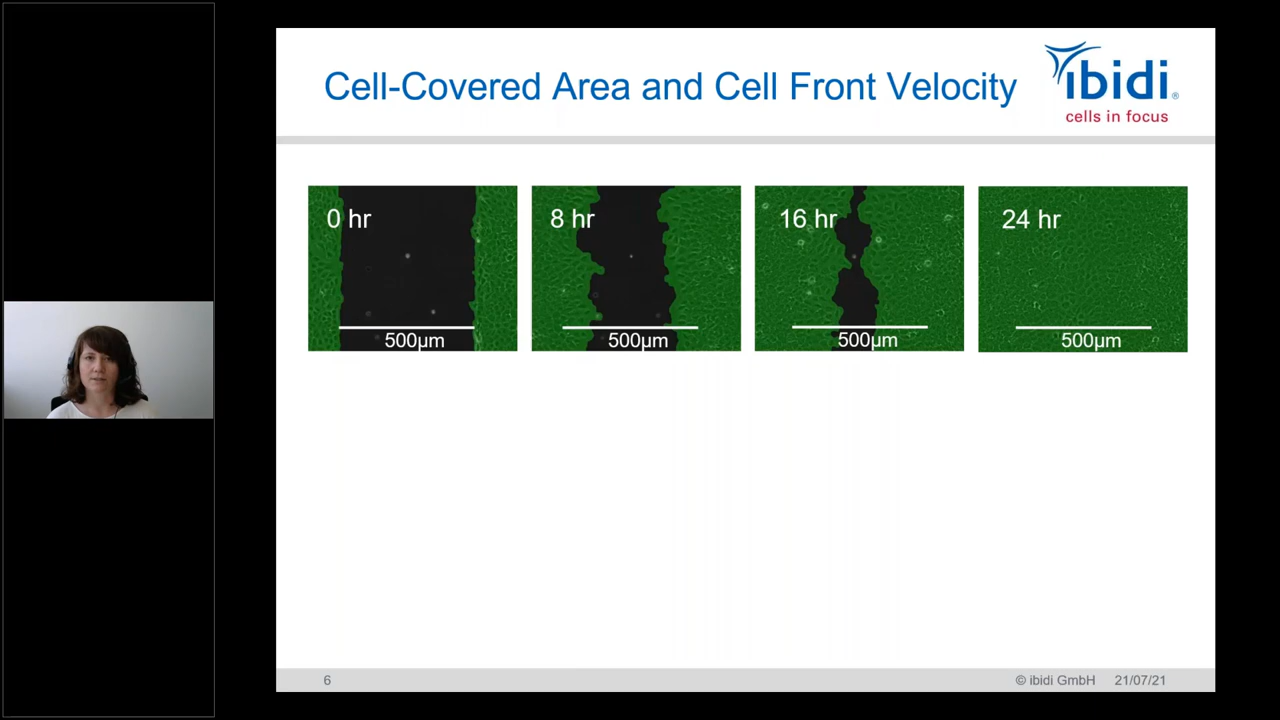 Cell-Covered Area and Cell Front Velocity
ibidi®
cells in focus
0 hr
8 hr
16 hr
24 hr
500µm
500µm
500µm
500µm
6
© ibidi GmbH
21/07/21